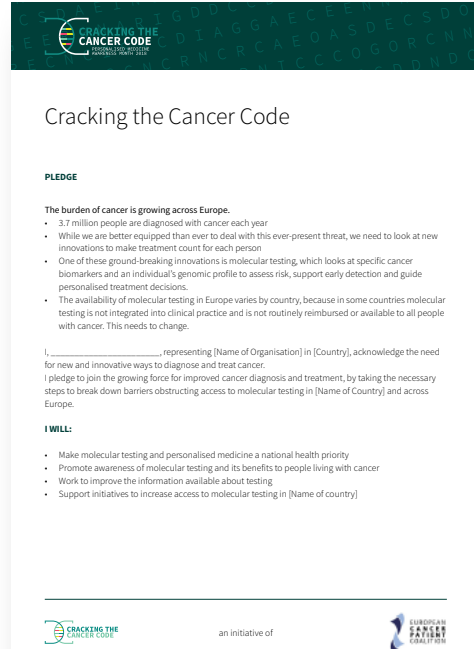 CRACKING THE
CANCER CODE
PERSONALISED MEDICINE
AWARENESS MONTH 2018
Cracking the Cancer Code
PLEDGE
The burden of cancer is growing across Europe.
• 3.7 million people are diagnosed with cancer each year
• While we are better equipped than ever to deal with this ever-present threat, we need to look at new
innovations to make treatment count for each person
• One of these ground-breaking innovations is molecular testing, which looks at specific cancer
biomarkers and an individual's genomic profile to assess risk, support early detection and guide
personalised treatment decisions.
• The availability of molecular testing in Europe varies by country, because in some countries molecular
testing is not integrated into clinical practice and is not routinely reimbursed or available to all people
with cancer. This needs to change.
I, ________________________, representing [Name of Organisation] in [Country], acknowledge the need
for new and innovative ways to diagnose and treat cancer.
I pledge to join the growing force for improved cancer diagnosis and treatment, by taking the necessary
steps to break down barriers obstructing access to molecular testing in [Name of Country] and across
Europe.
I WILL:
• Make molecular testing and personalised medicine a national health priority
• Promote awareness of molecular testing and its benefits to people living with cancer
• Work to improve the information available about testing
• Support initiatives to increase access to molecular testing in [Name of country]
CRACKING THE
CANCER CODE
an initiative of
EUROPEAN
CANCER
PATIENT
COALITION